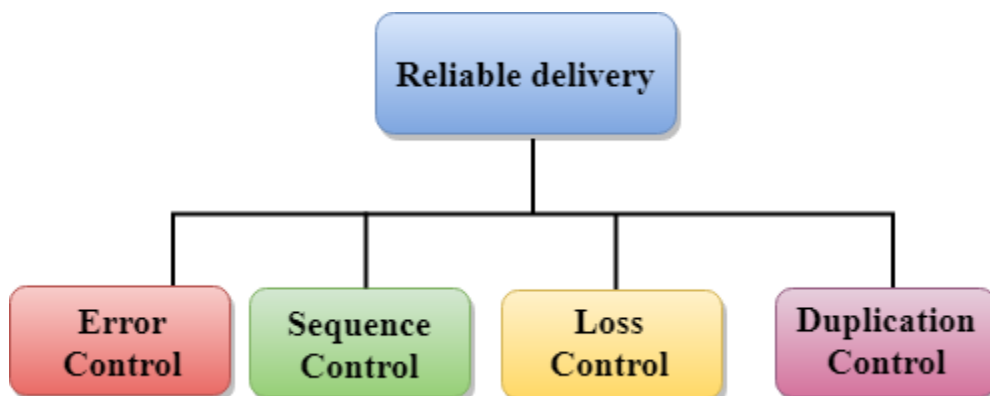 Reliable delivery
Error
Control
Sequence
Control
Loss
Control
Duplication
Control